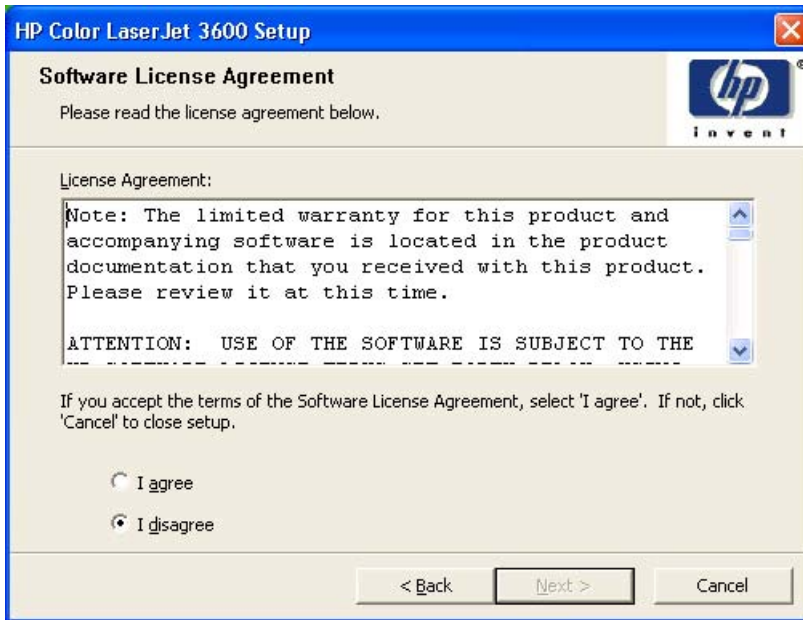 HP Color LaserJet 3600 Setup
Software License Agreement
Please read the license agreement below.
hp
®
invent
License Agreement:
Note: The limited warranty for this product and
accompanying software is located in the product
documentation that you received with this product.
Please review it at this time.
ATTENTION:  USE OF THE SOFTWARE IS SUBJECT TO THE
If you accept the terms of the Software License Agreement, select 'I agree'. If not, click
'Cancel' to close setup.
I agree
I disagree
< Back
Next >
Cancel